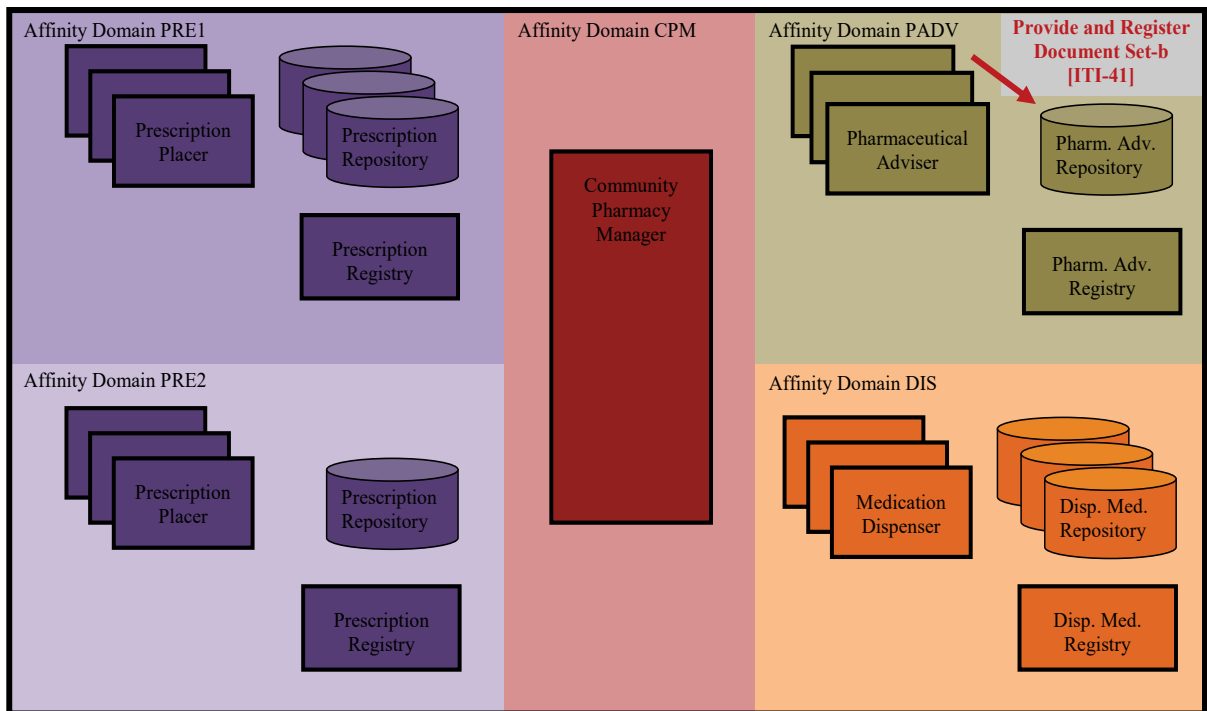 Affinity Domain PRE1
Prescription
Placer
Prescription
Repository
Prescription
Registry
Affinity Domain CPM
Community
Pharmacy
Manager
Affinity Domain PADV
Provide and Register
Document Set-b
[ITI-41]
Pharmaceutical
Adviser
Pharm. Adv.
Repository
Pharm. Adv.
Registry
Affinity Domain PRE2
Prescription
Placer
Prescription
Repository
Prescription
Registry
Affinity Domain DIS
Medication
Dispenser
Disp. Med.
Repository
Disp. Med.
Registry